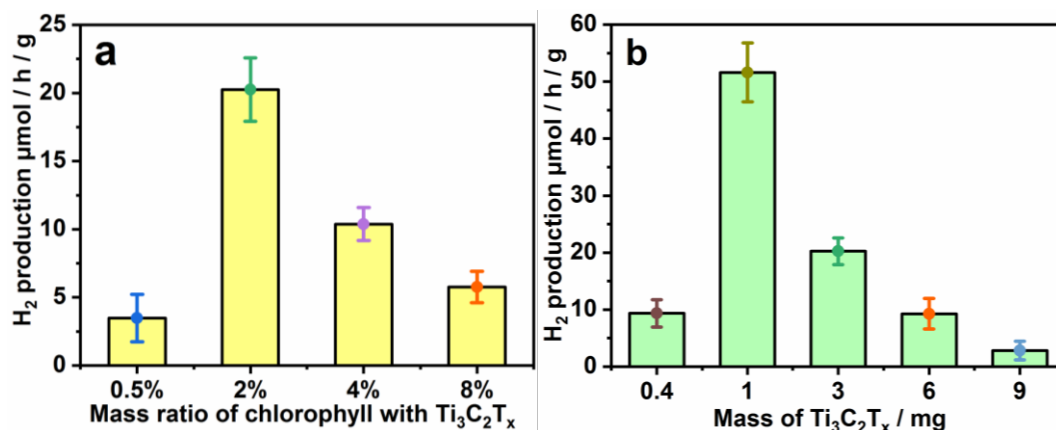 a
H₂ production μmol / h / g
25
20
15
10
5
0
0.5% 2% 4% 8%
Mass ratio of chlorophyll with Ti₃C₂Tₓ
b
H₂ production μmol / h / g
60
50
40
30
20
10
0
0.4 1 3 6 9
Mass of Ti₃C₂Tₓ / mg